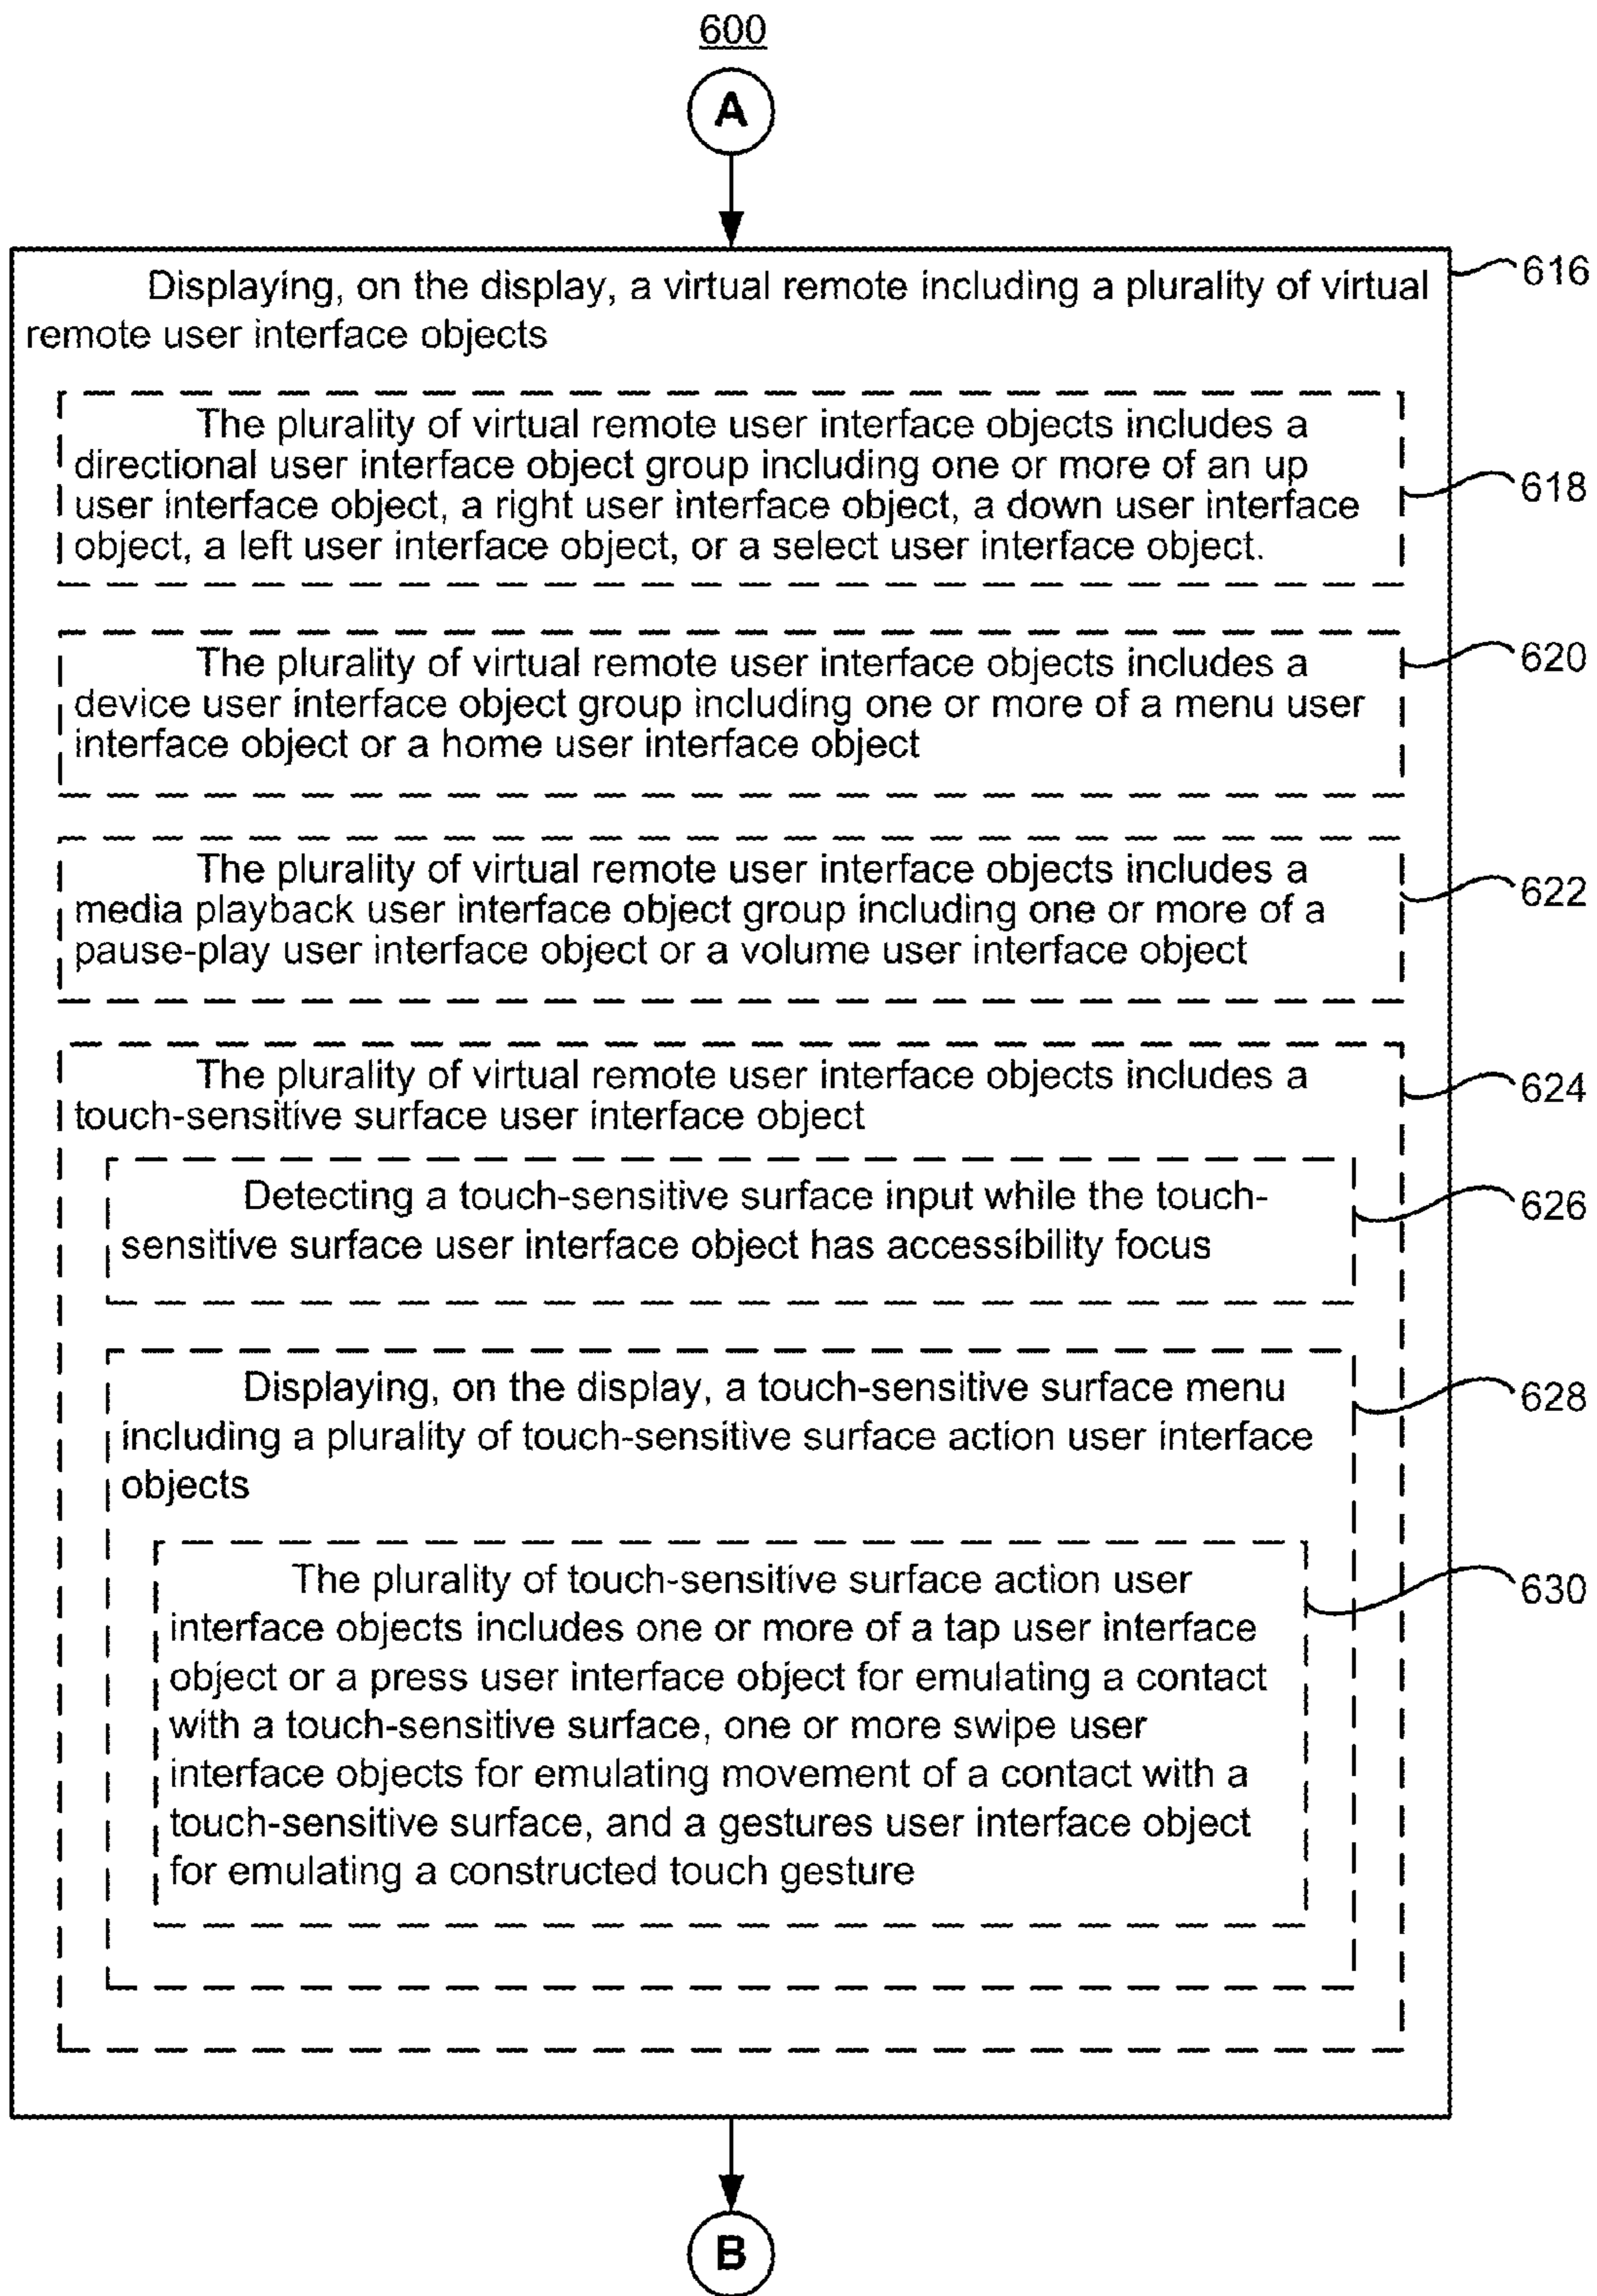 600
A
Displaying, on the display, a virtual remote including a plurality of virtual
remote user interface objects
616
The plurality of virtual remote user interface objects includes a
directional user interface object group including one or more of an up
user interface object, a right user interface object, a down user interface
object, a left user interface object, or a select user interface object.
618
The plurality of virtual remote user interface objects includes a
device user interface object group including one or more of a menu user
interface object or a home user interface object
620
The plurality of virtual remote user interface objects includes a
media playback user interface object group including one or more of a
pause-play user interface object or a volume user interface object
622
The plurality of virtual remote user interface objects includes a
touch-sensitive surface user interface object
624
Detecting a touch-sensitive surface input while the touch-
sensitive surface user interface object has accessibility focus
626
Displaying, on the display, a touch-sensitive surface menu
including a plurality of touch-sensitive surface action user interface
objects
628
The plurality of touch-sensitive surface action user
interface objects includes one or more of a tap user interface
object or a press user interface object for emulating a contact
with a touch-sensitive surface, one or more swipe user
interface objects for emulating movement of a contact with a
touch-sensitive surface, and a gestures user interface object
for emulating a constructed touch gesture
630
B